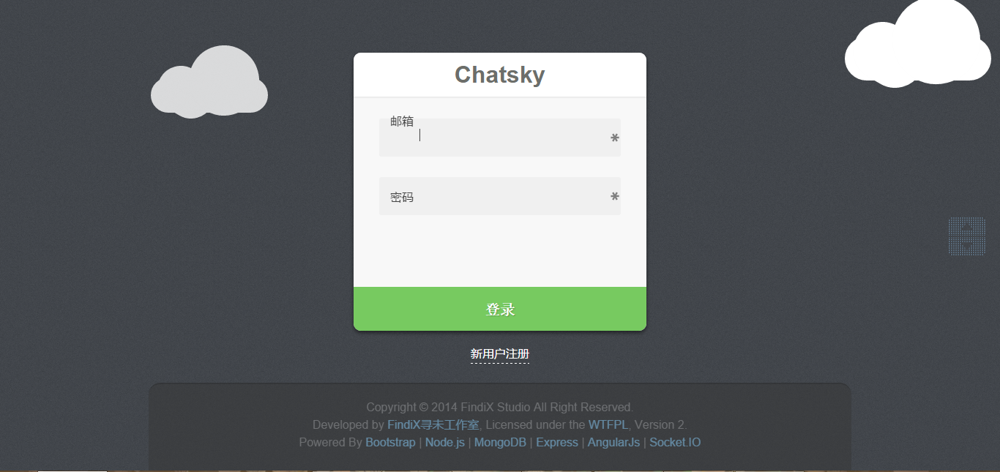 Chatsky
邮箱
*
密码
*
登录
新用户注册
Copyright © 2014 FindiX Studio All Right Reserved.
Developed by FindiX寻未工作室, Licensed under the WTFPL, Version 2.
Powered By Bootstrap | Node.js | MongoDB | Express | AngularJs | Socket.IO